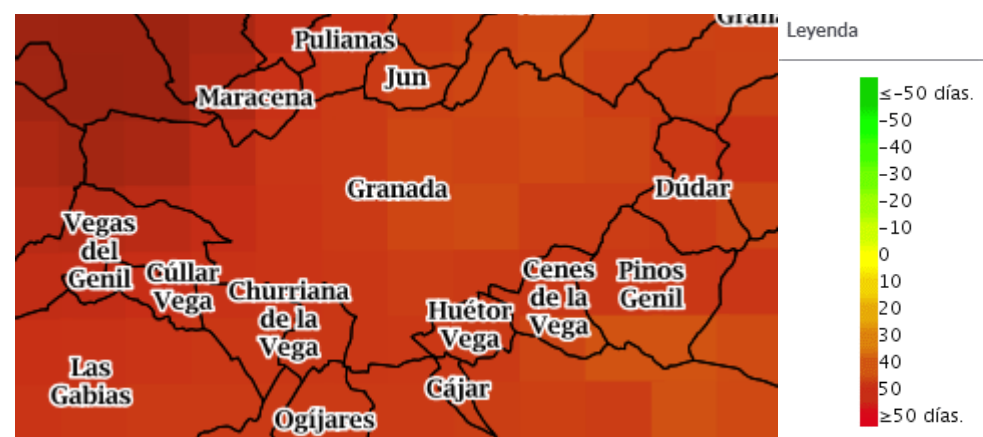 Gran
Leyenda
Pulianas
Jun
Maracena
≤-50 días.
-50
-40
-30
-20
-10
0
10
20
30
40
50
≥50 días.
Granada
Dúdar
Vegas
del
Genil
Cúllar
Vega
Churriana
de la
Vega
Huétor
Vega
Cenes
de la
Vega
Pinos
Genil
Las
Gabias
Cájar
Ogíjares